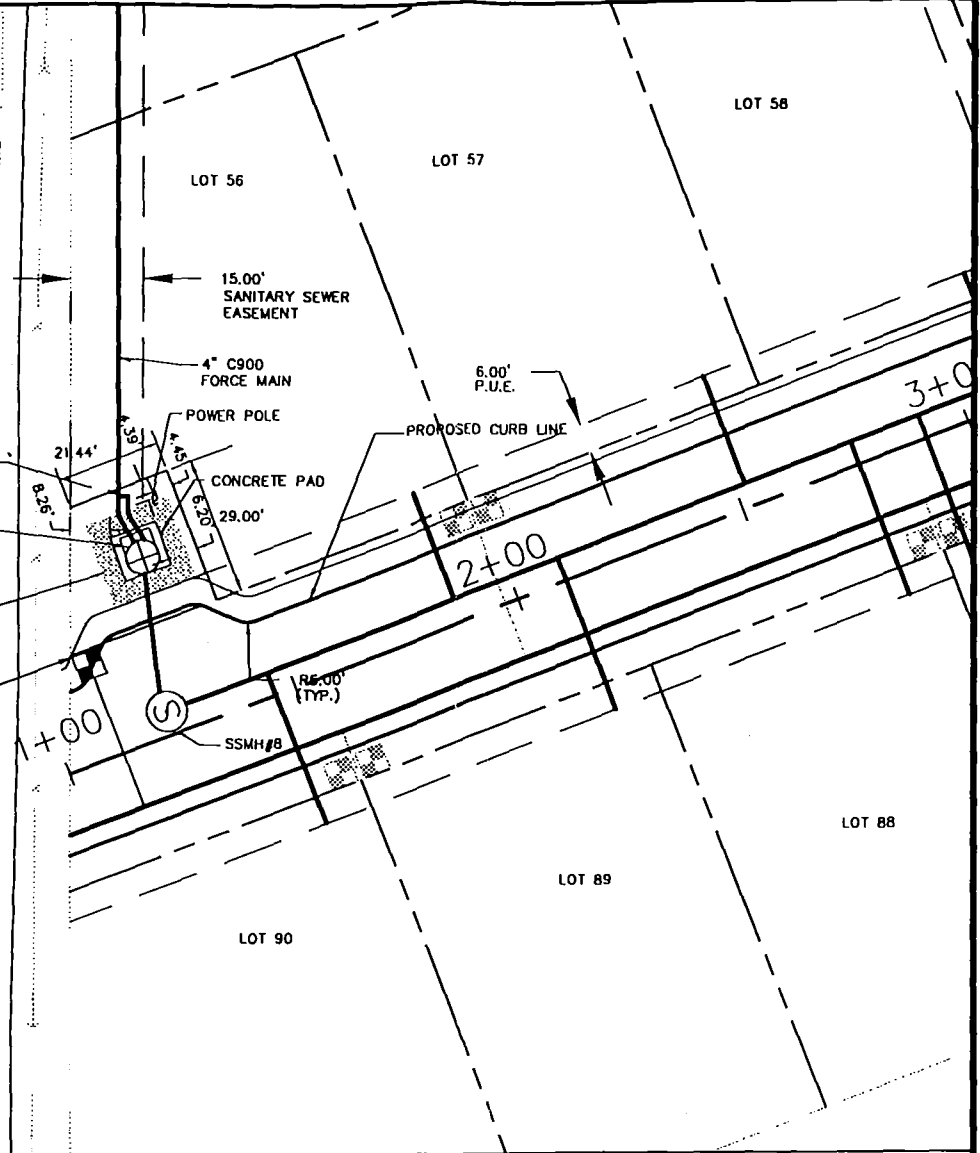 LOT 58
LOT 57
LOT 56
15.00'
SANITARY SEWER
EASEMENT
4" C900
FORCE MAIN
6.00'
P.U.E.
POWER POLE
PROPOSED CURB LINE
3+0
4.39'
4.45'
21.44'
CONCRETE PAD
8.26'
6.20'
29.00'
2+00
R5.00'
(TYP.)
S
1+00
SSMH#8
LOT 88
LOT 89
LOT 90